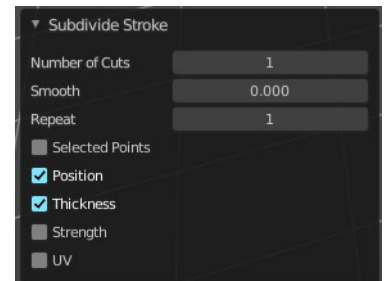 Subdivide Stroke
Number of Cuts 1
Smooth 0.000
Repeat 1
Selected Points
Position
Thickness
Strength
UV